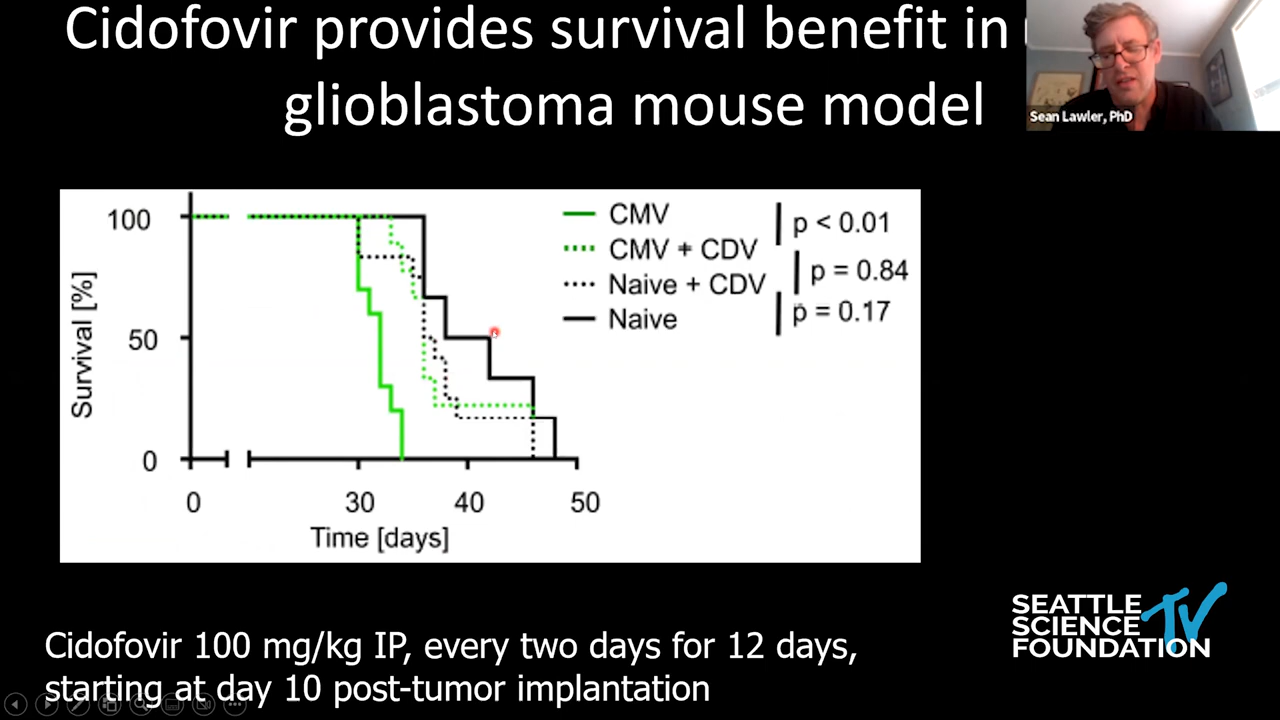 Cidofovir provides survival benefit in
glioblastoma mouse model
Sean Lawler, PhD
100
50
0
Survival [%]
0 30 40 50
Time [days]
CMV
CMV + CDV
Naive + CDV
Naive
p < 0.01
p = 0.84
p = 0.17
SEATTLE
SCIENCE TV
FOUNDATION
Cidofovir 100 mg/kg IP, every two days for 12 days,
starting at day 10 post-tumor implantation